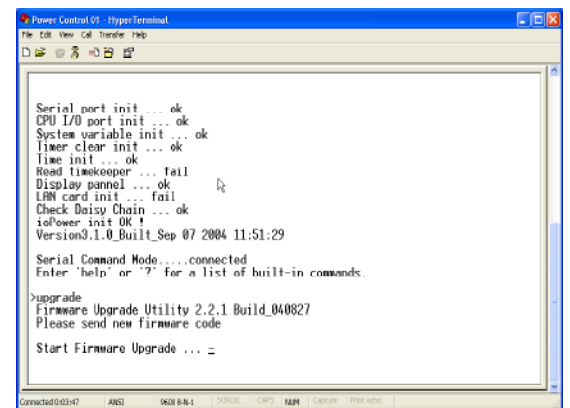 Power Control 01 - HyperTerminal
File Edit View Call Transfer Help
Serial port init ... ok
CPU I/O port init ... ok
System variable init ... ok
Timer clear init ... ok
Time init ... ok
Read timekeeper ... fail
Display pannel ... ok
LAN card init ... fail
Check Daisy Chain ... ok
ioPower init OK !
Version3.1.0_Built_Sep 07 2004 11:51:29
Serial Command Mode.....connected
Enter 'help' or '?' for a list of built-in commands.
>upgrade
Firmware Upgrade Utility 2.2.1 Build_040827
Please send new firmware code
Start Firmware Upgrade ... _
Connected 0:03:47 ANSI 9600 8-N-1 SCROLL CAPS NUM Capture Print echo